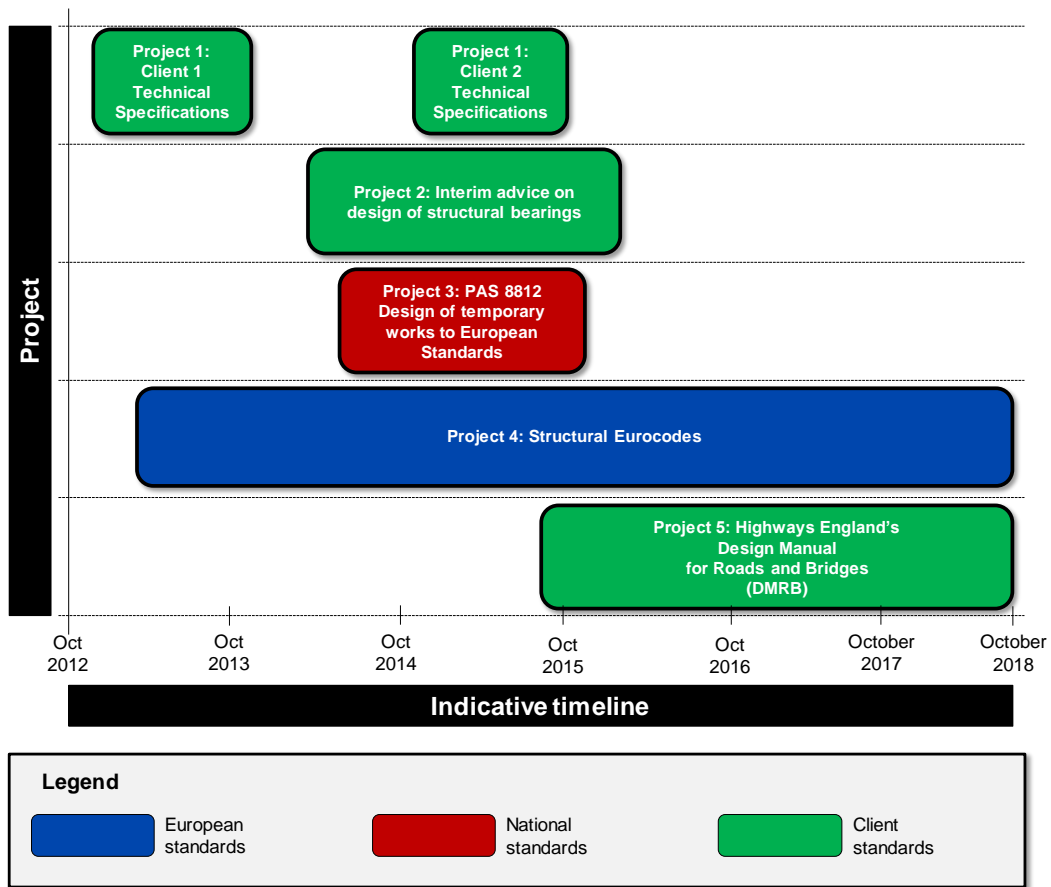 Project
Project 1:
Client 1
Technical
Specifications
Project 1:
Client 2
Technical
Specifications
Project 2: Interim advice on
design of structural bearings
Project 3: PAS 8812
Design of temporary
works to European
Standards
Project 4: Structural Eurocodes
Project 5: Highways England's
Design Manual
for Roads and Bridges
(DMRB)
Oct
2012
Oct
2013
Oct
2014
Oct
2015
Oct
2016
October
2017
October
2018
Indicative timeline
Legend
European
standards
National
standards
Client
standards